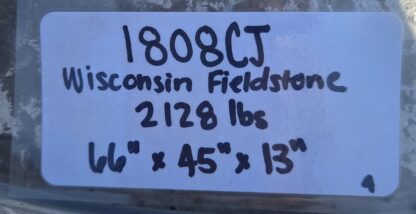 1808CJ
Wisconsin Fieldstone
2128 lbs
66" x 45" x 13"
4